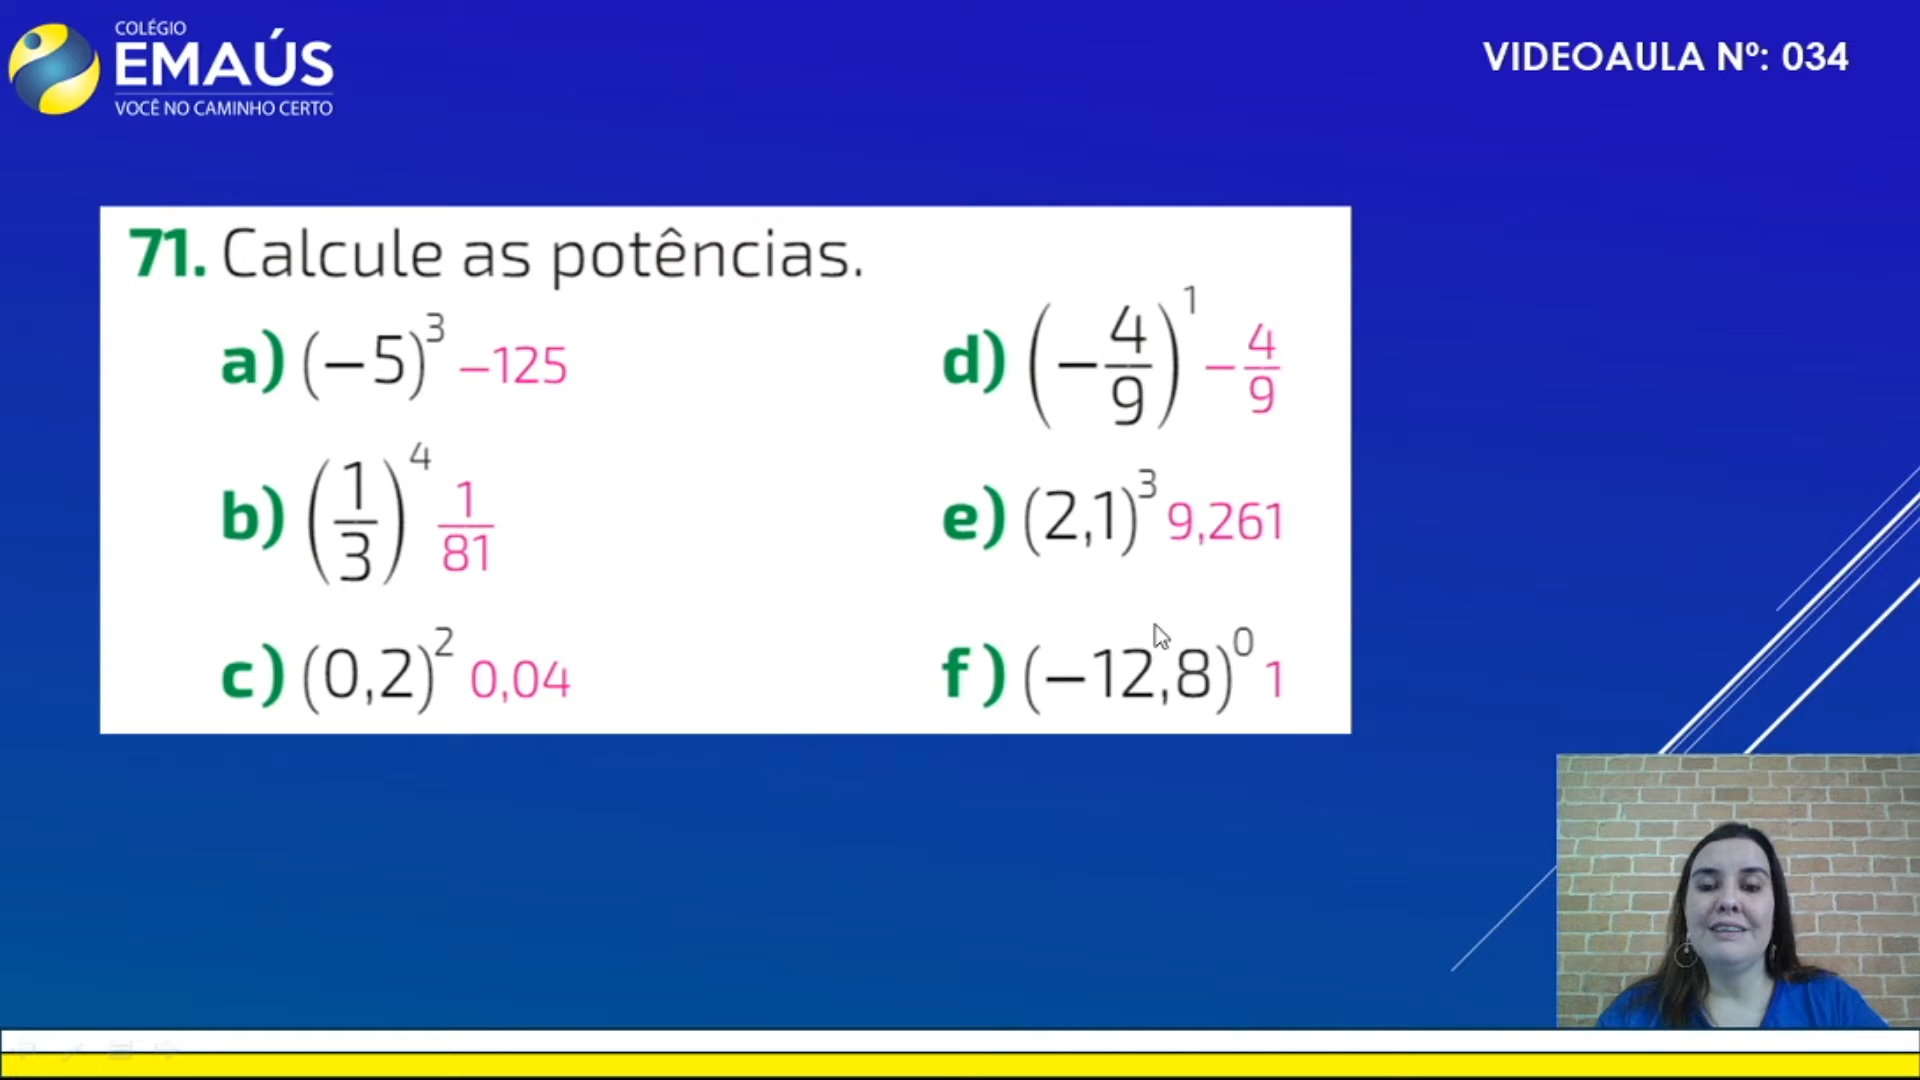 COLÉGIO
EMAÚS
VOCÊ NO CAMINHO CERTO
VIDEOAULA Nº: 034
71. Calcule as potências.
a) (−5)³ −125
b) (1/3)⁴ 1/81
c) (0,2)² 0,04
d) (−4/9)¹ −4/9
e) (2,1)³ 9,261
f) (−12,8)⁰ 1